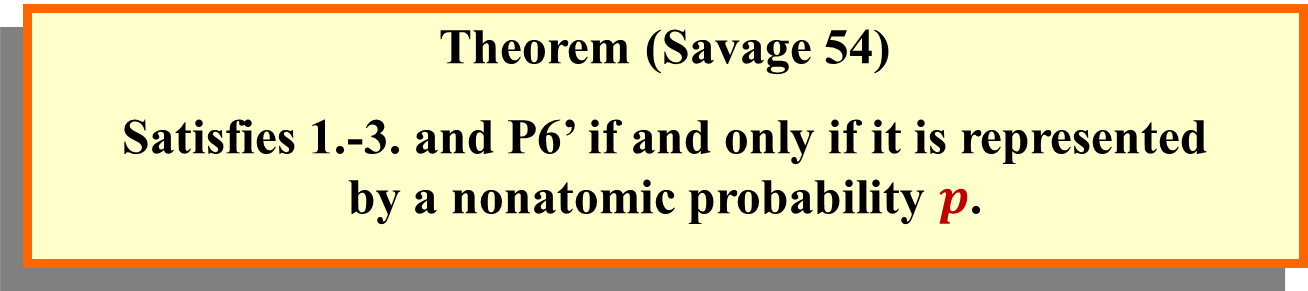 Theorem (Savage 54)
Satisfies 1.-3. and P6’ if and only if it is represented
by a nonatomic probability p.